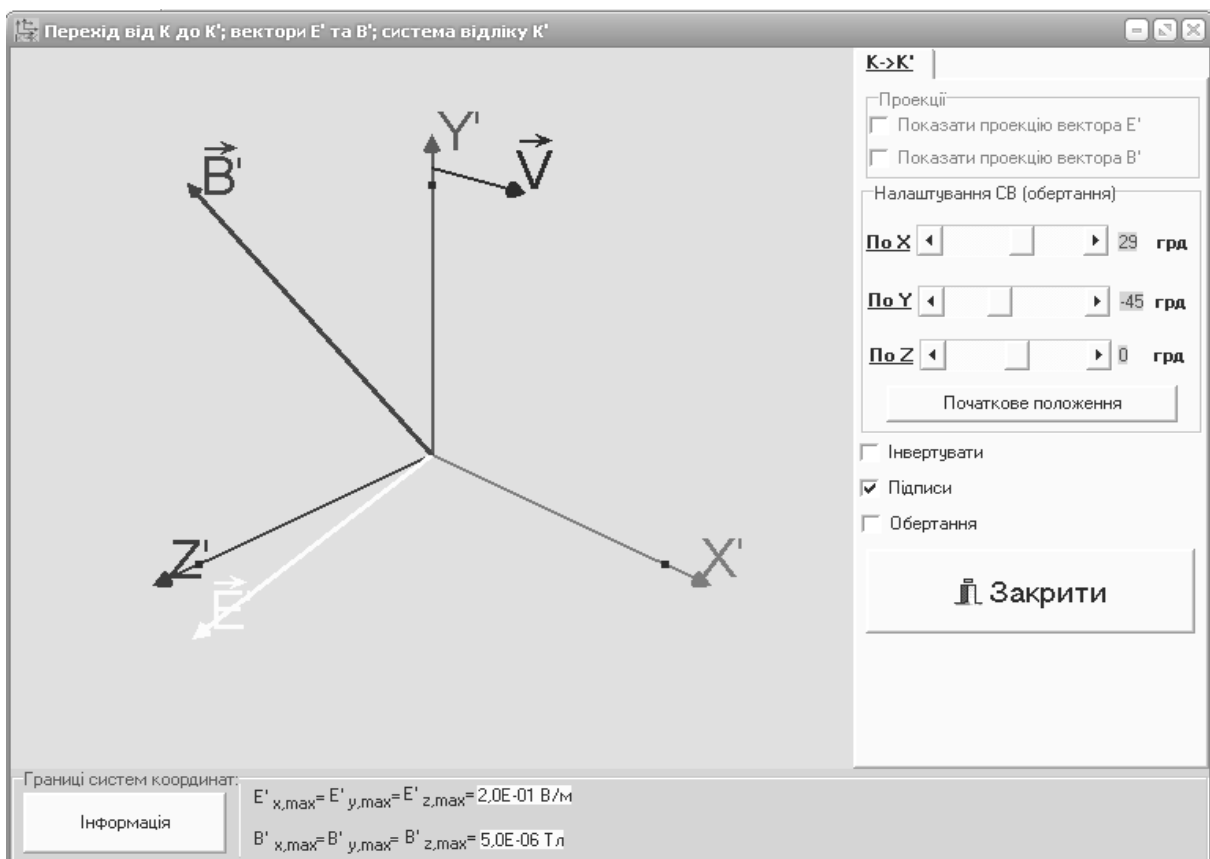 Перехід від К до К'; вектори Е' та В'; система відліку К'
K->K'
Проекції
Показати проекцію вектора E'
Показати проекцію вектора B'
Налаштування СВ (обертання)
По X 29 грд
По Y -45 грд
По Z 0 грд
Початкове положення
Інвертувати
Підписи
Обертання
Закрити
Y'
V
B'
Z'
X'
E'
Границі систем координат:
Інформація
E' x,max= E' y,max= E' z,max= 2,0E-01 В/м
B' x,max= B' y,max= B' z,max= 5,0E-06 Тл